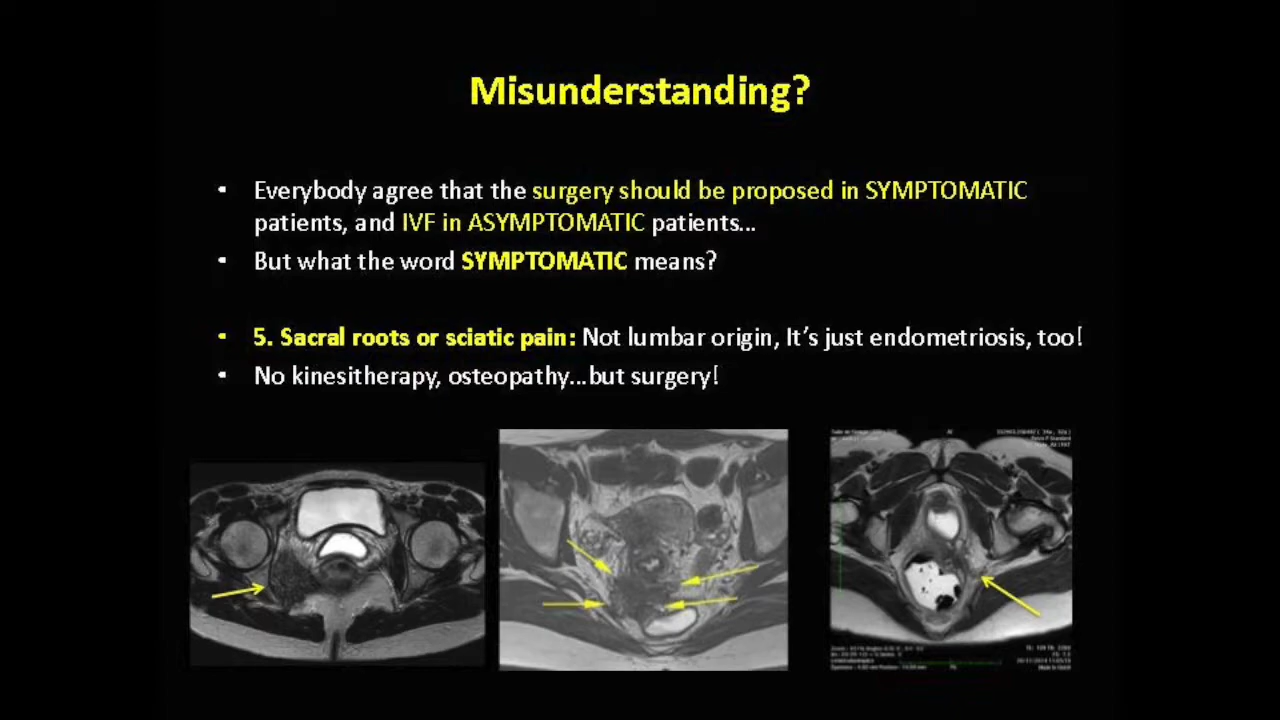 Misunderstanding?
• Everybody agree that the surgery should be proposed in SYMPTOMATIC
patients, and IVF in ASYMPTOMATIC patients...
• But what the word SYMPTOMATIC means?
• 5. Sacral roots or sciatic pain: Not lumbar origin, It's just endometriosis, too!
• No kinesitherapy, osteopathy...but surgery!